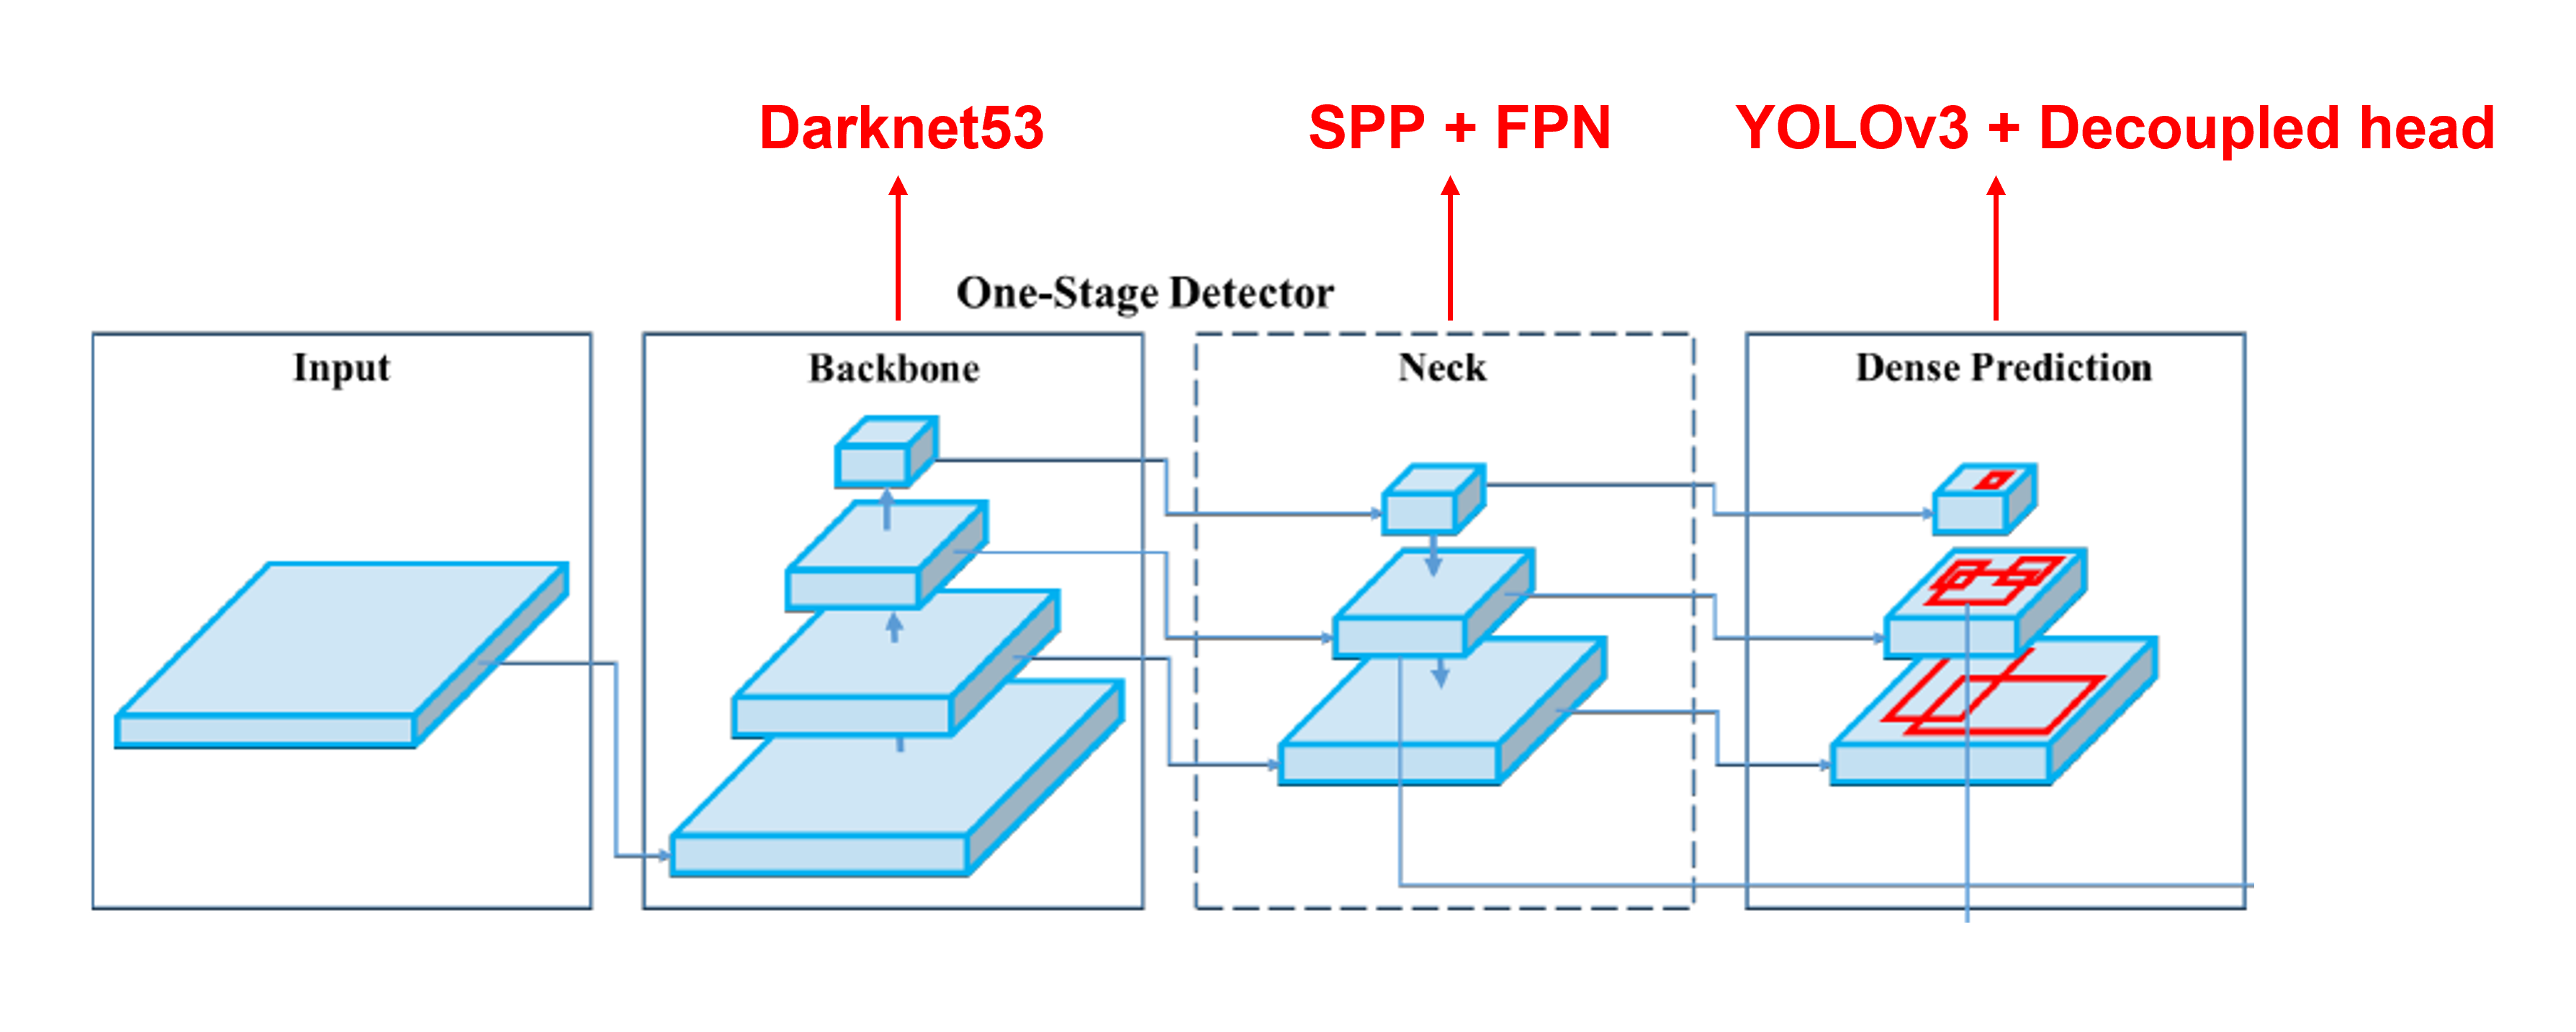 Darknet53
SPP + FPN
YOLOv3 + Decoupled head
One-Stage Detector
Input
Backbone
Neck
Dense Prediction